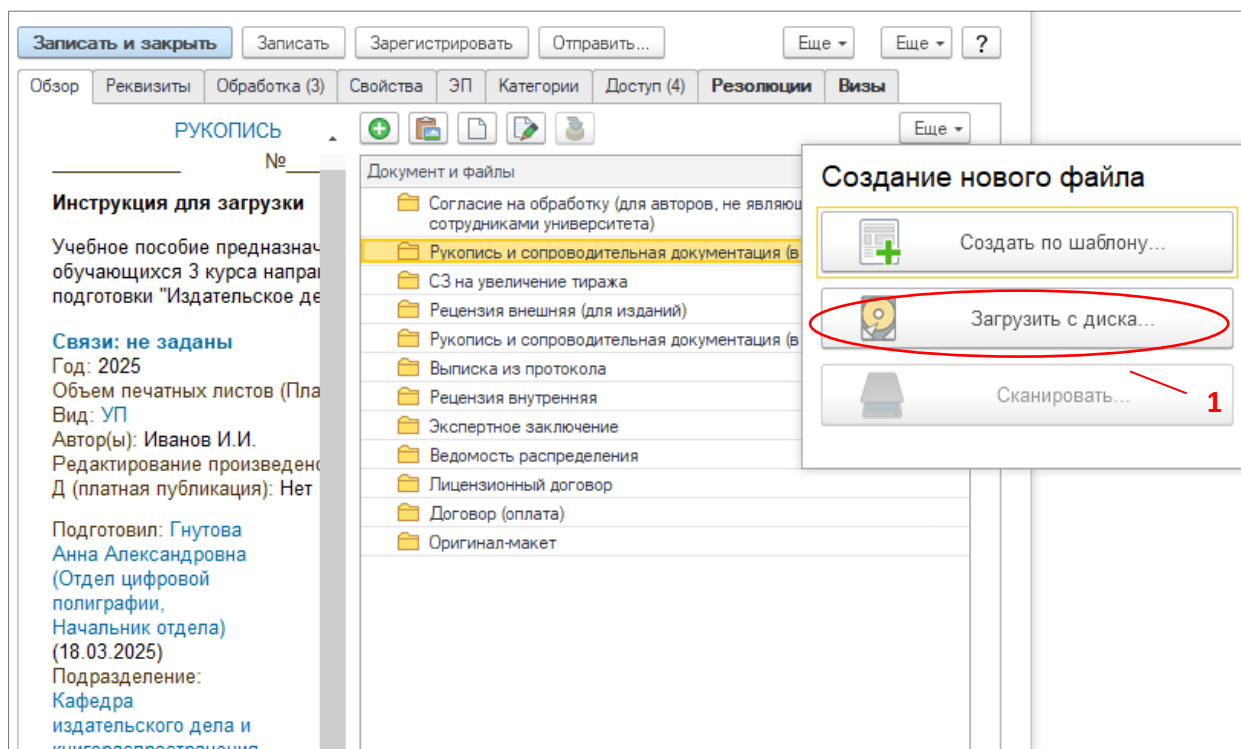 Записать и закрыть Записать Зарегистрировать Отправить... Еще Еще ?
Обзор Реквизиты Обработка (3) Свойства ЭП Категории Доступ (4) Резолюции Визы
РУКОПИСЬ
____________ №___
Инструкция для загрузки
Учебное пособие предназнач
обучающихся 3 курса направ
подготовки "Издательское де
Связи: не заданы
Год: 2025
Объем печатных листов (Пла
Вид: УП
Автор(ы): Иванов И.И.
Редактирование произведено
Д (платная публикация): Нет
Подготовил: Гнутова
Анна Александровна
(Отдел цифровой
полиграфии,
Начальник отдела)
(18.03.2025)
Подразделение:
Кафедра
издательского дела и
книгораспространения
Еще
Документ и файлы
Согласие на обработку (для авторов, не являющ
сотрудниками университета)
Рукопись и сопроводительная документация (в
СЗ на увеличение тиража
Рецензия внешняя (для изданий)
Рукопись и сопроводительная документация (в
Выписка из протокола
Рецензия внутренняя
Экспертное заключение
Ведомость распределения
Лицензионный договор
Договор (оплата)
Оригинал-макет
Создание нового файла
Создать по шаблону...
Загрузить с диска...
Сканировать...
1